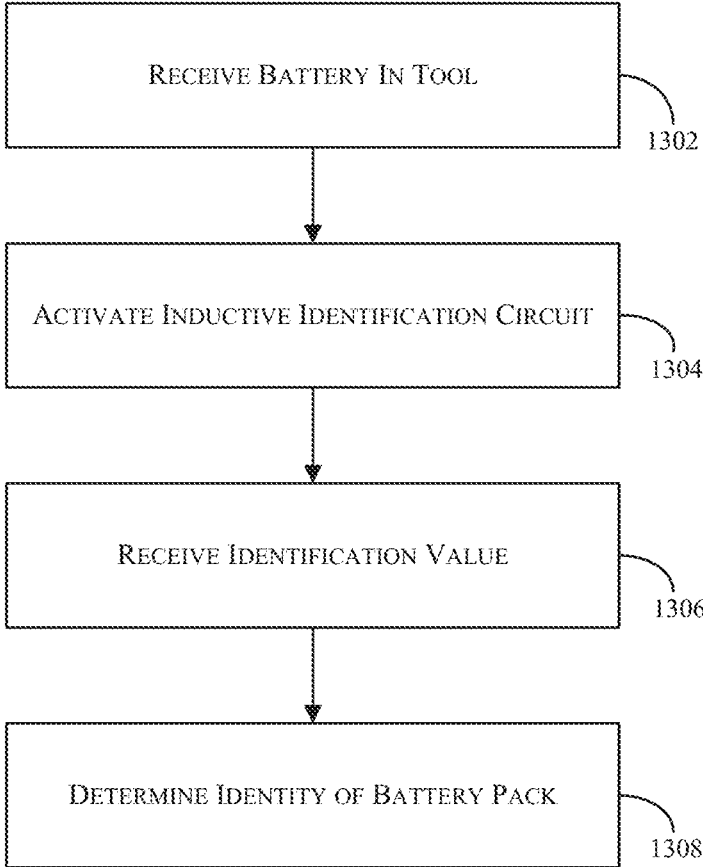 RECEIVE BATTERY IN TOOL
1302
ACTIVATE INDUCTIVE IDENTIFICATION CIRCUIT
1304
RECEIVE IDENTIFICATION VALUE
1306
DETERMINE IDENTITY OF BATTERY PACK
1308